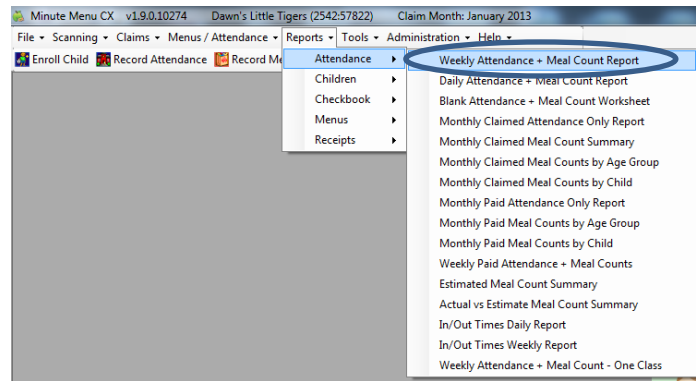 Minute Menu CX v1.9.0.10274 Dawn's Little Tigers (2542:57822) Claim Month: January 2013
File Scanning Claims Menus / Attendance Reports Tools Administration Help
Enroll Child Record Attendance Record
Attendance
Children
Checkbook
Menus
Receipts
Weekly Attendance + Meal Count Report
Daily Attendance + Meal Count Report
Blank Attendance + Meal Count Worksheet
Monthly Claimed Attendance Only Report
Monthly Claimed Meal Count Summary
Monthly Claimed Meal Counts by Age Group
Monthly Claimed Meal Counts by Child
Monthly Paid Attendance Only Report
Monthly Paid Meal Counts by Age Group
Monthly Paid Meal Counts by Child
Weekly Paid Attendance + Meal Counts
Estimated Meal Count Summary
Actual vs Estimate Meal Count Summary
In/Out Times Daily Report
In/Out Times Weekly Report
Weekly Attendance + Meal Count - One Class